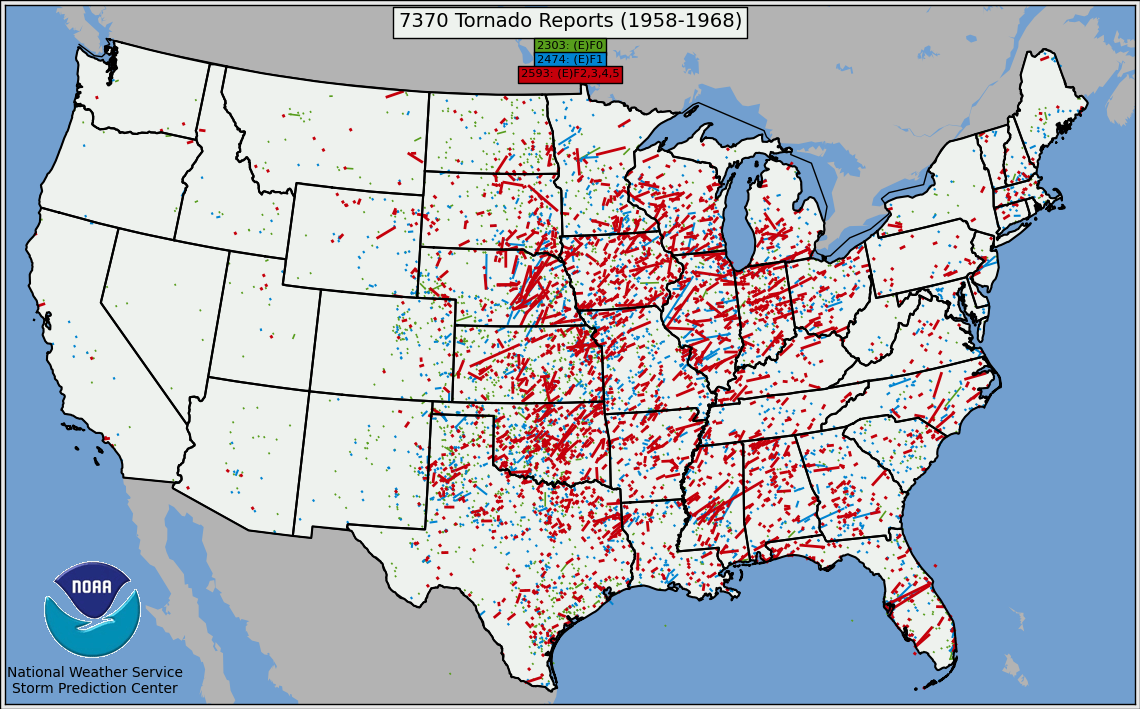 7370 Tornado Reports (1958-1968)
2303: (E)F0
2474: (E)F1
2593: (E)F2,3,4,5
NOAA
National Weather Service
Storm Prediction Center